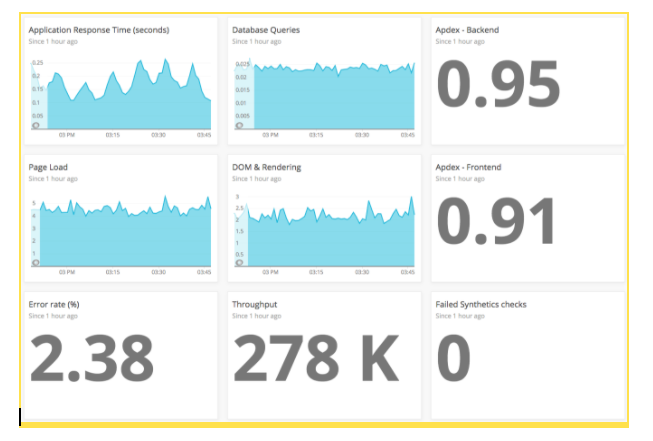 Application Response Time (seconds)
Since 1 hour ago
0.25
0.2
0.15
0.1
0.05
0
03 PM 03:15 03:30 03:45
Database Queries
Since 1 hour ago
0.025
0.02
0.015
0.01
0.005
0
03 PM 03:15 03:30 03:45
Apdex - Backend
Since 1 hour ago
0.95
Page Load
Since 1 hour ago
5
4
3
2
1
0
03 PM 03:15 03:30 03:45
DOM & Rendering
Since 1 hour ago
3
2.5
2
1.5
1
0.5
0
03 PM 03:15 03:30 03:45
Apdex - Frontend
Since 1 hour ago
0.91
Error rate (%)
Since 1 hour ago
2.38
Throughput
Since 1 hour ago
278 K
Failed Synthetics checks
Since 1 hour ago
0